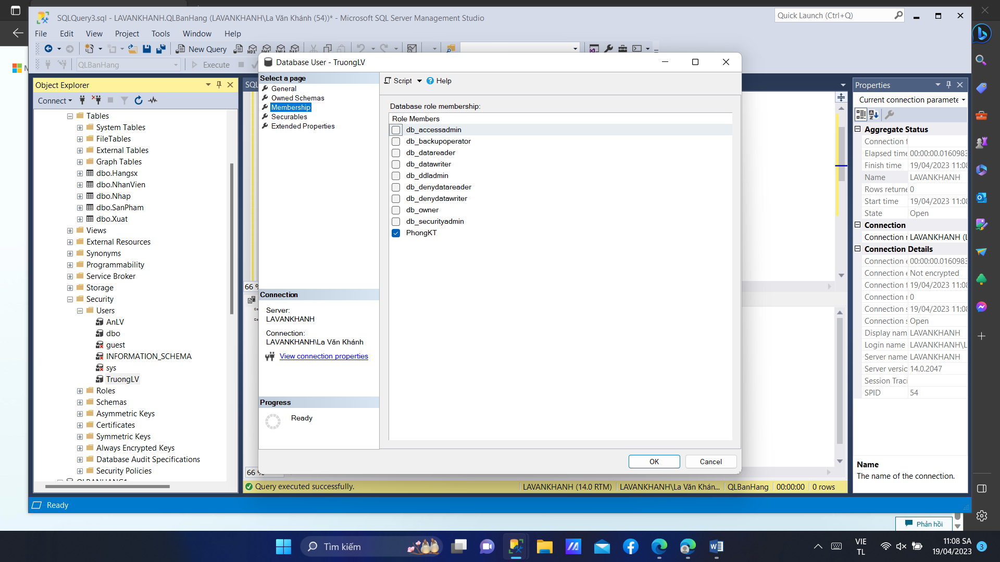 SQLQuery3.sql - LAVANKHANH.QLBanHang (LAVANKHANH\La Văn Khánh (54))* - Microsoft SQL Server Management Studio
Quick Launch (Ctrl+Q)
File Edit View Project Tools Window Help
New Query
QLBanHang
Execute
Object Explorer
Connect
Tables
System Tables
FileTables
External Tables
Graph Tables
dbo.Hangsx
dbo.NhanVien
dbo.Nhap
dbo.SanPham
dbo.Xuat
Views
External Resources
Synonyms
Programmability
Service Broker
Storage
Security
Users
AnLV
dbo
guest
INFORMATION_SCHEMA
sys
TruongLV
Roles
Schemas
Asymmetric Keys
Certificates
Symmetric Keys
Always Encrypted Keys
Database Audit Specifications
Security Policies
SQL
66 %
66 %
Database User - TruongLV
Select a page
General
Owned Schemas
Membership
Securables
Extended Properties
Connection
Server:
LAVANKHANH
Connection:
LAVANKHANH\La Văn Khánh
View connection properties
Progress
Ready
Script Help
Database role membership:
Role Members
db_accessadmin
db_backupoperator
db_datareader
db_datawriter
db_ddladmin
db_denydatareader
db_denydatawriter
db_owner
db_securityadmin
PhongKT
OK Cancel
Query executed successfully.
LAVANKHANH (14.0 RTM) LAVANKHANH\La Văn Khán... QLBanHang 00:00:00 0 rows
Properties
Current connection paramete
Aggregate Status
Connection f
Elapsed time 00:00:00.0160983
Finish time 19/04/2023 11:08
Name LAVANKHANH
Rows returne 0
Start time 19/04/2023 11:08
State Open
Connection
Connection r LAVANKHANH (L
Connection Details
Connection e 00:00:00.0160983
Connection e Not encrypted
Connection f 19/04/2023 11:08
Connection r 0
Connection s 19/04/2023 11:08
Connection s Open
Display nam LAVANKHANH
Login name LAVANKHANH\L
Server name LAVANKHANH
Server versic 14.0.2047
Session Traci
SPID 54
Name
The name of the connection.
Ready
Phản hồi
Tìm kiếm
VIE
TL
11:08 SA
19/04/2023
3